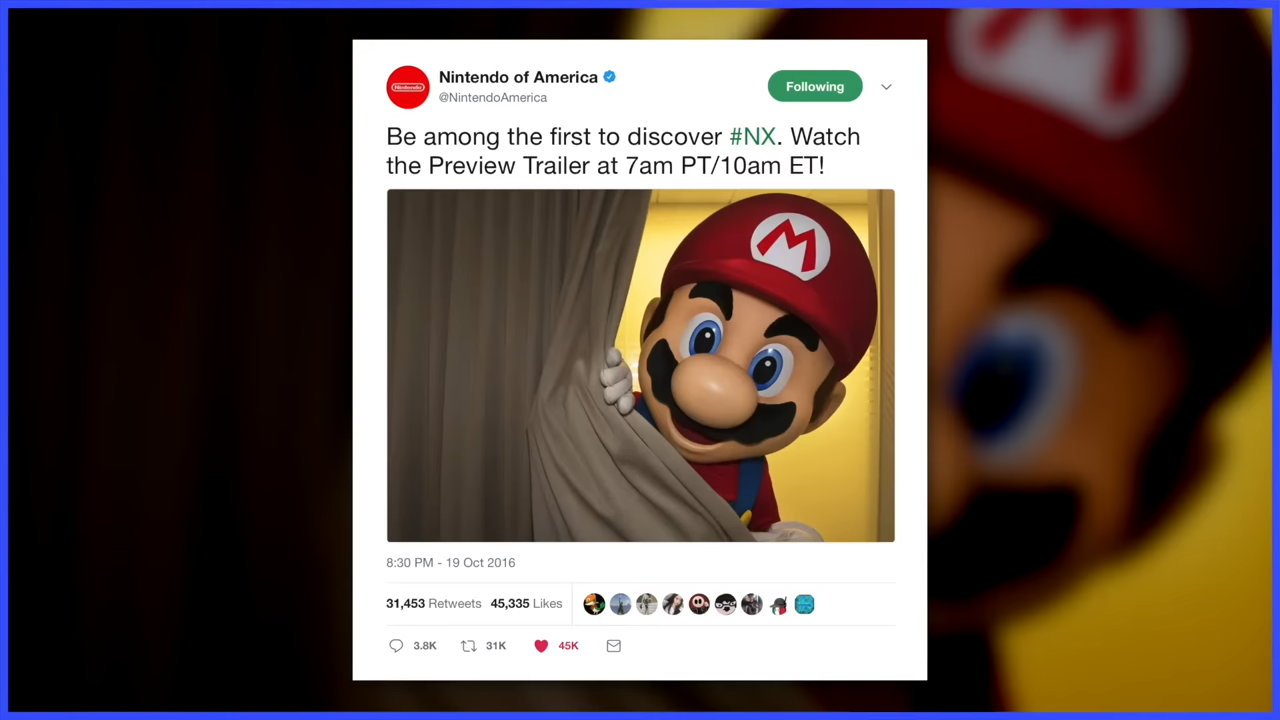 Nintendo
Nintendo of America
@NintendoAmerica
Following
Be among the first to discover #NX. Watch
the Preview Trailer at 7am PT/10am ET!
M
8:30 PM - 19 Oct 2016
31,453 Retweets 45,335 Likes
3.8K 31K 45K